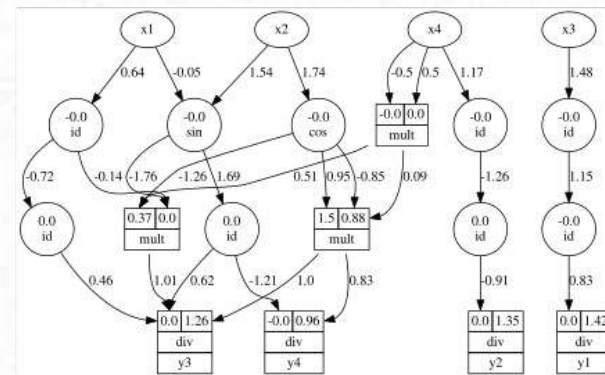 x1 x2 x4 x3
0.64 -0.05 1.54 1.74 -0.5 0.5 1.17 1.48
-0.0 id
-0.0 sin
-0.0 cos
-0.0 0.0 mult
-0.0 id
-0.0 id
-0.72 -0.14 -1.76 1.69 -1.26 0.51 0.95 -0.85 0.09 -1.26 1.15
0.0 id
0.37 0.0 mult
0.0 id
1.5 0.88 mult
0.0 id
-0.0 id
0.46 1.01 0.62 -1.21 1.0 0.83 -0.91 0.83
0.0 1.26 div y3
-0.0 0.96 div y4
0.0 1.35 div y2
0.0 1.42 div y1